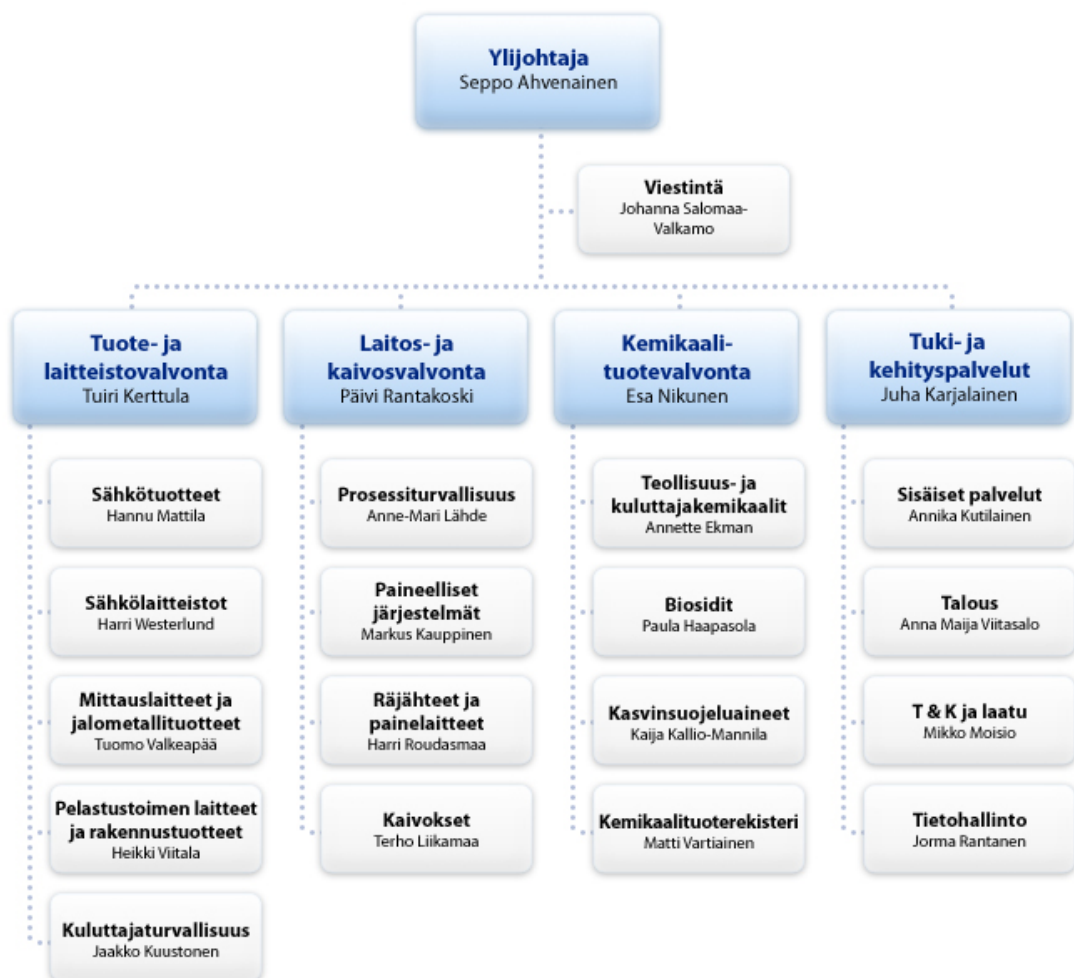 Ylijohtaja
Seppo Ahvenainen
Viestintä
Johanna Salomaa-
Valkamo
Tuote- ja
laitteistovalvonta
Tuiri Kerttula
Sähkötuotteet
Hannu Mattila
Sähkölaitteistot
Harri Westerlund
Mittauslaitteet ja
jalometallituotteet
Tuomo Valkeapää
Pelastustoimen laitteet
ja rakennustuotteet
Heikki Viitala
Kuluttajaturvallisuus
Jaakko Kuustonen
Laitos- ja
kaivosvalvonta
Päivi Rantakoski
Prosessiturvallisuus
Anne-Mari Lähde
Paineelliset
järjestelmät
Markus Kauppinen
Räjähteet ja
painelaitteet
Harri Roudasmaa
Kaivokset
Terho Liikamaa
Kemikaali-
tuotevalvonta
Esa Nikunen
Teollisuus- ja
kuluttajakemikaalit
Annette Ekman
Biosidit
Paula Haapasola
Kasvinsuojeluaineet
Kaija Kallio-Mannila
Kemikaalituoterekisteri
Matti Vartiainen
Tuki- ja
kehityspalvelut
Juha Karjalainen
Sisäiset palvelut
Annika Kutilainen
Talous
Anna Maija Viitasalo
T & K ja laatu
Mikko Moisio
Tietohallinto
Jorma Rantanen